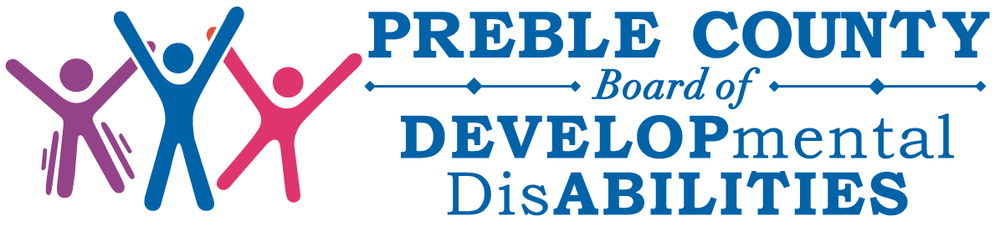 PREBLE COUNTY
Board of
DEVELOPmental
DisABILITIES